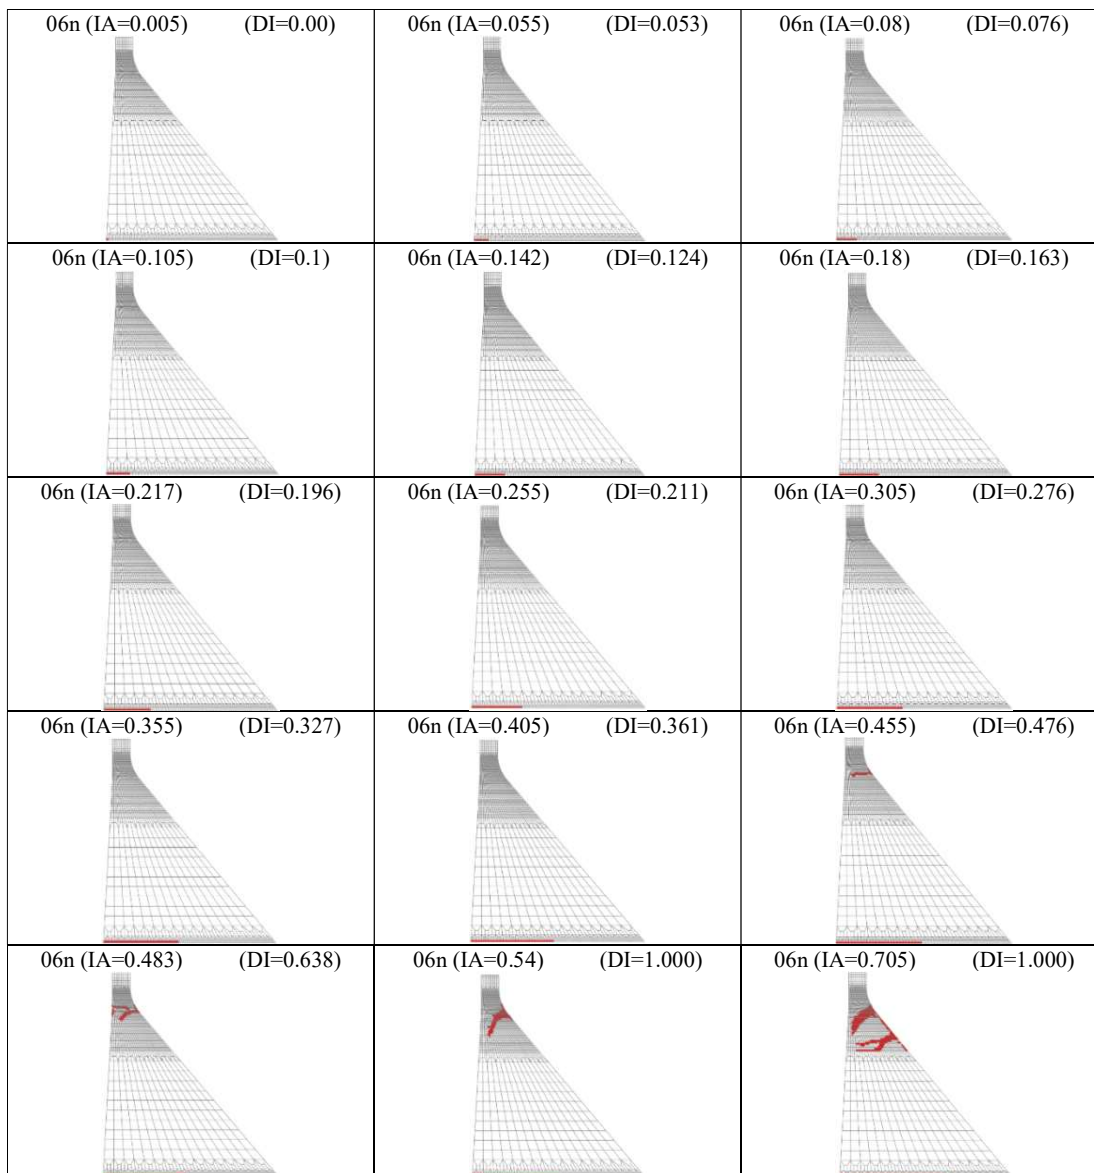 06n (IA=0.005) (DI=0.00) 06n (IA=0.055) (DI=0.053) 06n (IA=0.08) (DI=0.076)
06n (IA=0.105) (DI=0.1) 06n (IA=0.142) (DI=0.124) 06n (IA=0.18) (DI=0.163)
06n (IA=0.217) (DI=0.196) 06n (IA=0.255) (DI=0.211) 06n (IA=0.305) (DI=0.276)
06n (IA=0.355) (DI=0.327) 06n (IA=0.405) (DI=0.361) 06n (IA=0.455) (DI=0.476)
06n (IA=0.483) (DI=0.638) 06n (IA=0.54) (DI=1.000) 06n (IA=0.705) (DI=1.000)